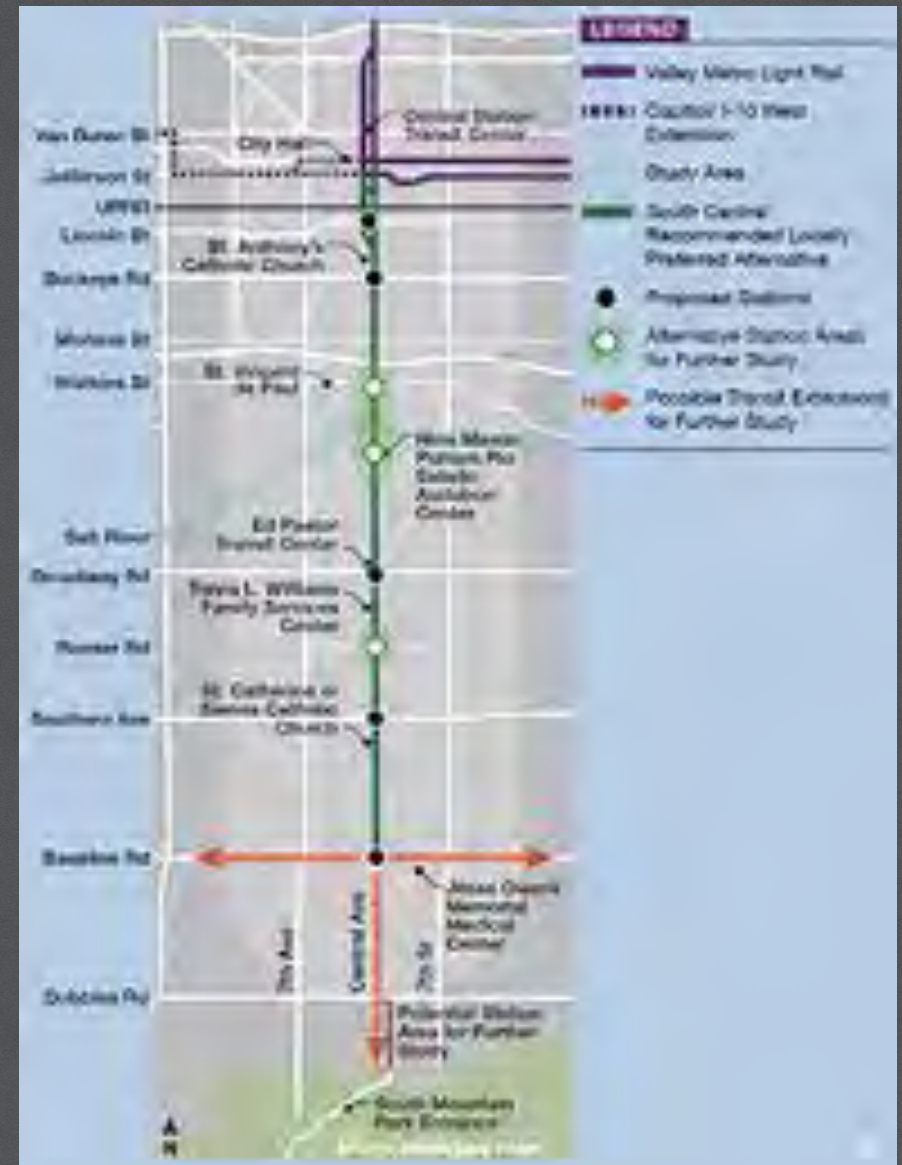 LEGEND
Valley Metro Light Rail
Capitol I-10 West
Extension
Study Area
South Central
Recommended Locally
Preferred Alternative
Proposed Stations
Alternative Station Areas
for Further Study
Possible Transit Extensions
for Further Study
Van Buren St
Jefferson St
UPRR
Lincoln St
Buckeye Rd
Mohave St
Watkins St
Salt River
Broadway Rd
Roeser Rd
Southern Ave
Baseline Rd
Dobbins Rd
Central Station
Transit Center
City Hall
St. Anthony's
Catholic Church
St. Vincent
de Paul
Nina Mason
Pulliam Rio
Salado
Audubon
Center
Ed Pastor
Transit Center
Travis L. Williams
Family Services
Center
St. Catherine of
Sienna Catholic
Church
Jesse Owens
Memorial
Medical
Center
7th Ave
Central Ave
7th St
Potential Station
Area for Further
Study
South Mountain
Park Entrance
N